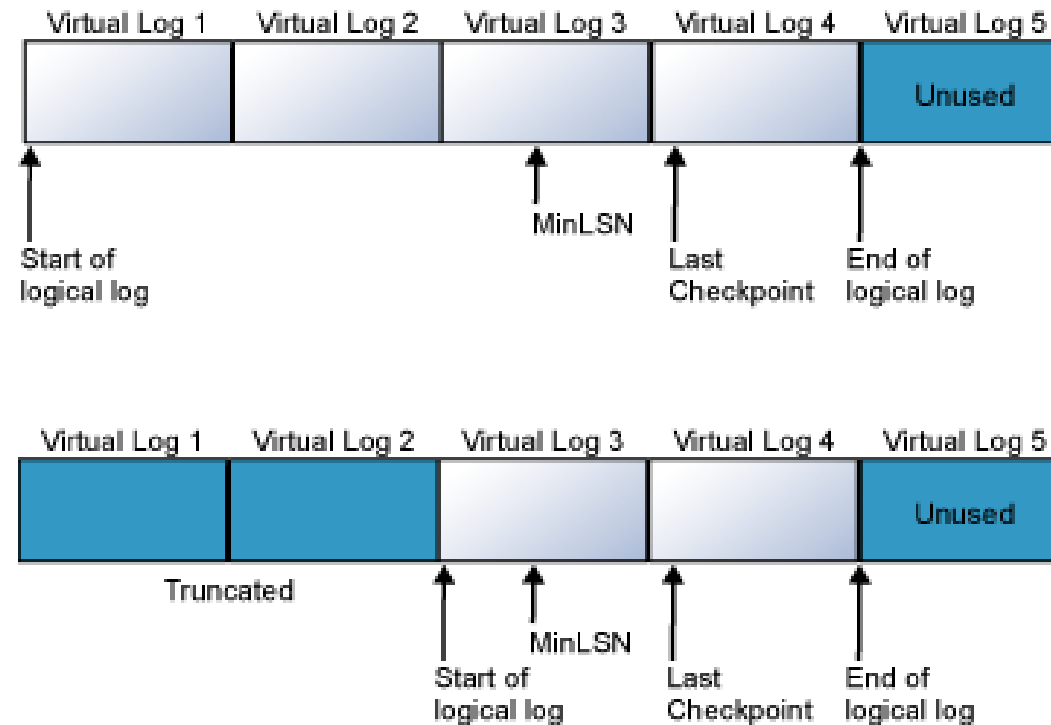 Virtual Log 1 Virtual Log 2 Virtual Log 3 Virtual Log 4 Virtual Log 5
Unused
MinLSN
Start of
logical log
Last
Checkpoint
End of
logical log
Virtual Log 1 Virtual Log 2 Virtual Log 3 Virtual Log 4 Virtual Log 5
Unused
Truncated
MinLSN
Start of
logical log
Last
Checkpoint
End of
logical log